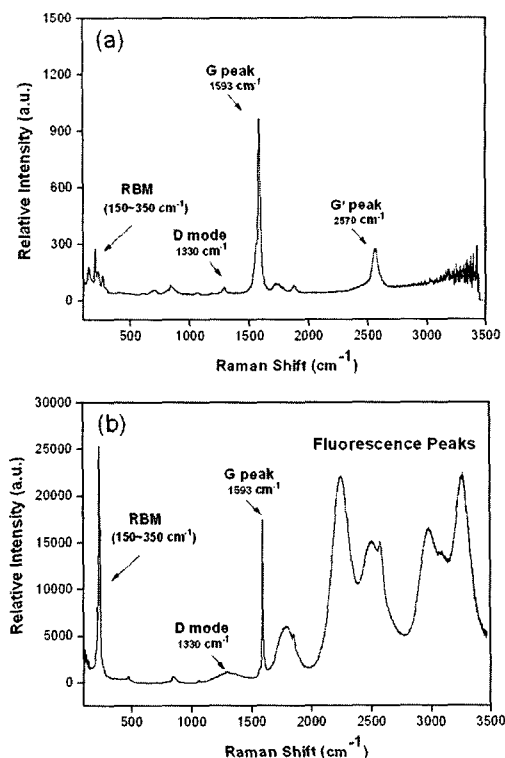 (a)
1500
1200
900
600
300
0
Relative Intensity (a.u.)
G peak
1593 cm-1
RBM
(150~350 cm-1)
D mode
1330 cm-1
G' peak
2570 cm-1
500 1000 1500 2000 2500 3000 3500
Raman Shift (cm-1)
(b)
30000
25000
20000
15000
10000
5000
0
Relative Intensity (a.u.)
Fluorescence Peaks
G peak
1593 cm-1
RBM
(150~350 cm-1)
D mode
1330 cm-1
500 1000 1500 2000 2500 3000 3500
Raman Shift (cm-1)